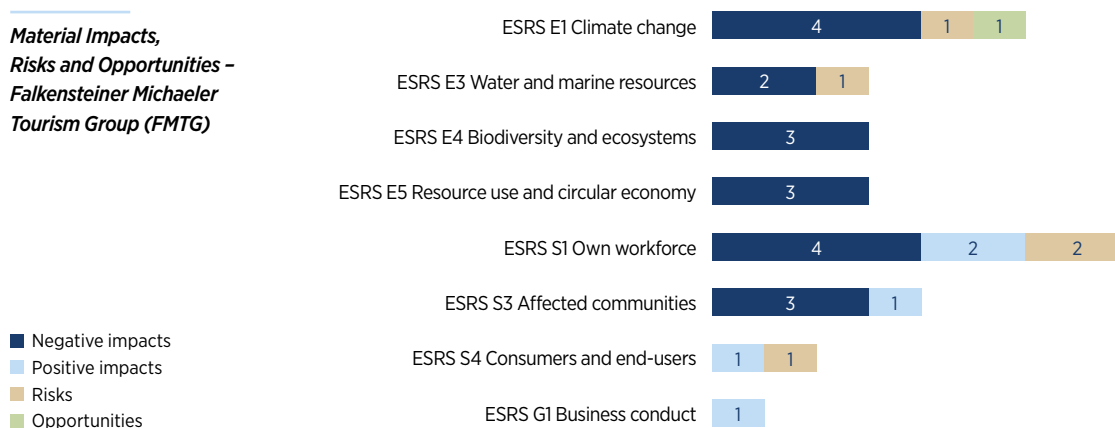 Material Impacts,
Risks and Opportunities –
Falkensteiner Michaeler
Tourism Group (FMTG)
ESRS E1 Climate change 4 1 1
ESRS E3 Water and marine resources 2 1
ESRS E4 Biodiversity and ecosystems 3
ESRS E5 Resource use and circular economy 3
ESRS S1 Own workforce 4 2 2
ESRS S3 Affected communities 3 1
ESRS S4 Consumers and end-users 1 1
ESRS G1 Business conduct 1
Negative impacts
Positive impacts
Risks
Opportunities